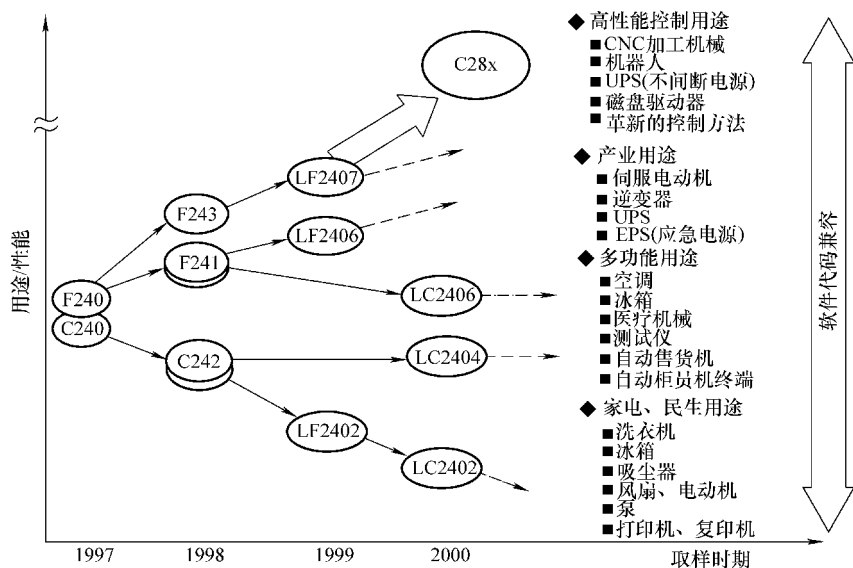 用途/性能
C28x
LF2407
F243
LF2406
F241
F240
C240
LC2406
C242
LC2404
LF2402
LC2402
1997
1998
1999
2000
取样时期
◆ 高性能控制用途
■ CNC加工机械
■ 机器人
■ UPS(不间断电源)
■ 磁盘驱动器
■ 革新的控制方法
◆ 产业用途
■ 伺服电动机
■ 逆变器
■ UPS
■ EPS(应急电源)
◆ 多功能用途
■ 空调
■ 冰箱
■ 医疗机械
■ 测试仪
■ 自动售货机
■ 自动柜员机终端
◆ 家电、民生用途
■ 洗衣机
■ 冰箱
■ 吸尘器
■ 风扇、电动机
■ 泵
■ 打印机、复印机
软件代码兼容